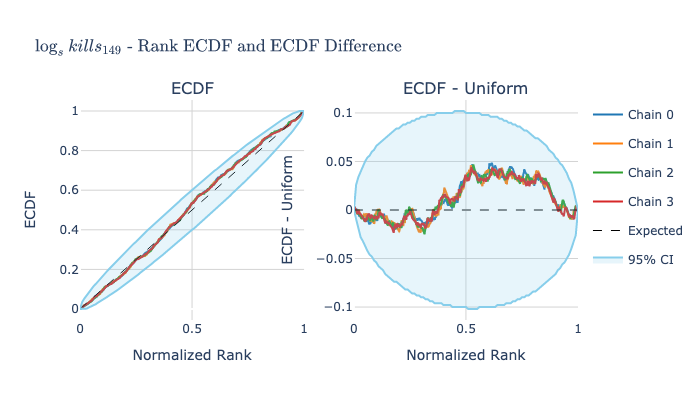 log_s kills_149 - Rank ECDF and ECDF Difference
ECDF
ECDF
1
0.8
0.6
0.4
0.2
0
0
0.5
1
Normalized Rank
ECDF - Uniform
ECDF - Uniform
0.1
0.05
0
−0.05
−0.1
0
0.5
1
Normalized Rank
Chain 0
Chain 1
Chain 2
Chain 3
Expected
95% CI